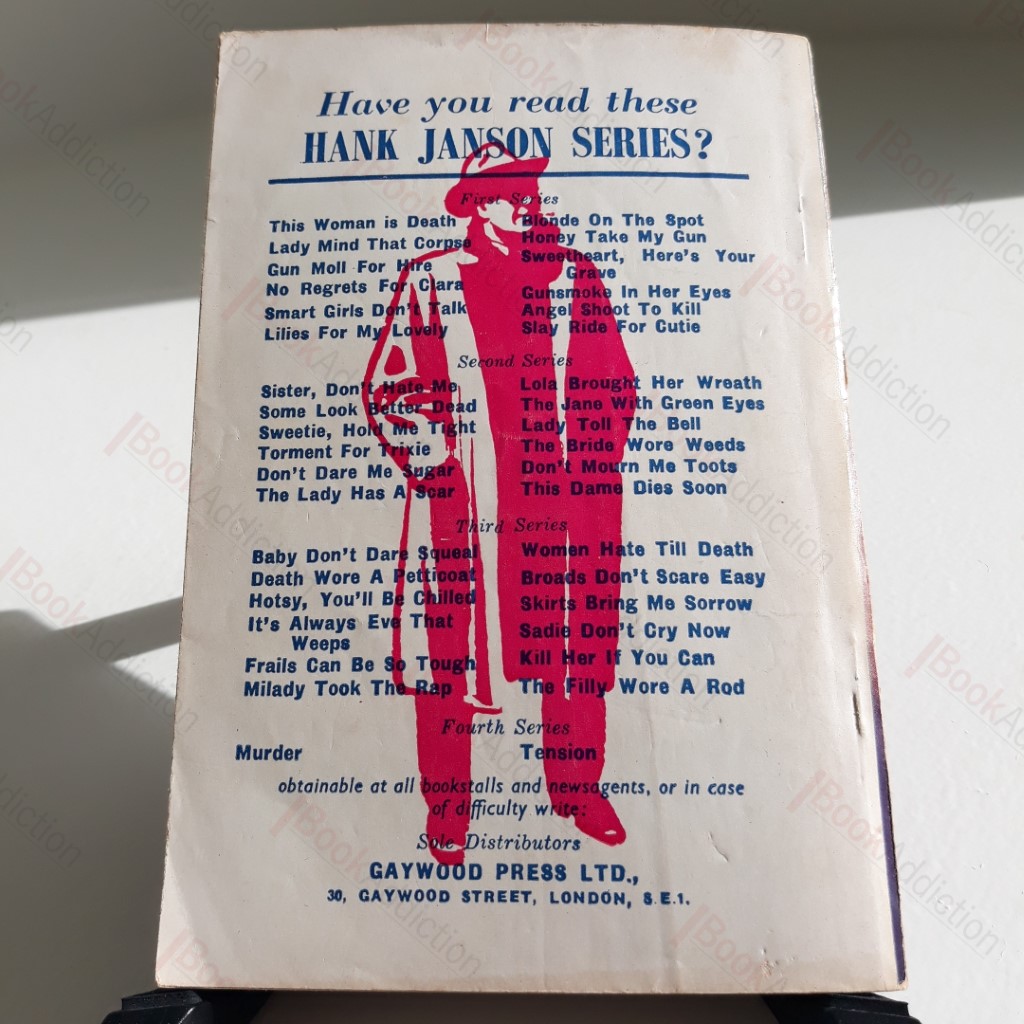 Have you read these
HANK JANSON SERIES?
First Series
This Woman is Death
Lady Mind That Corpse
Gun Moll For Hire
No Regrets For Clara
Smart Girls Don't Talk
Lilies For My Lovely
Blonde On The Spot
Honey Take My Gun
Sweetheart, Here's Your
Grave
Gunsmoke In Her Eyes
Angel Shoot To Kill
Slay Ride For Cutie
Second Series
Sister, Don't Hate Me
Some Look Better Dead
Sweetie, Hold Me Tight
Torment For Trixie
Don't Dare Me Sugar
The Lady Has A Scar
Lola Brought Her Wreath
The Jane With Green Eyes
Lady Toll The Bell
The Bride Wore Weeds
Don't Mourn Me Toots
This Dame Dies Soon
Third Series
Baby Don't Dare Squeal
Death Wore A Petticoat
Hotsy, You'll Be Chilled
It's Always Eve That
Weeps
Frails Can Be So Tough
Milady Took The Rap
Women Hate Till Death
Broads Don't Scare Easy
Skirts Bring Me Sorrow
Sadie Don't Cry Now
Kill Her If You Can
The Filly Wore A Rod
Fourth Series
Murder
Tension
obtainable at all bookstalls and newsagents, or in case
of difficulty write:
Sole Distributors
GAYWOOD PRESS LTD.,
30, GAYWOOD STREET, LONDON, S.E.1.
BookAddiction